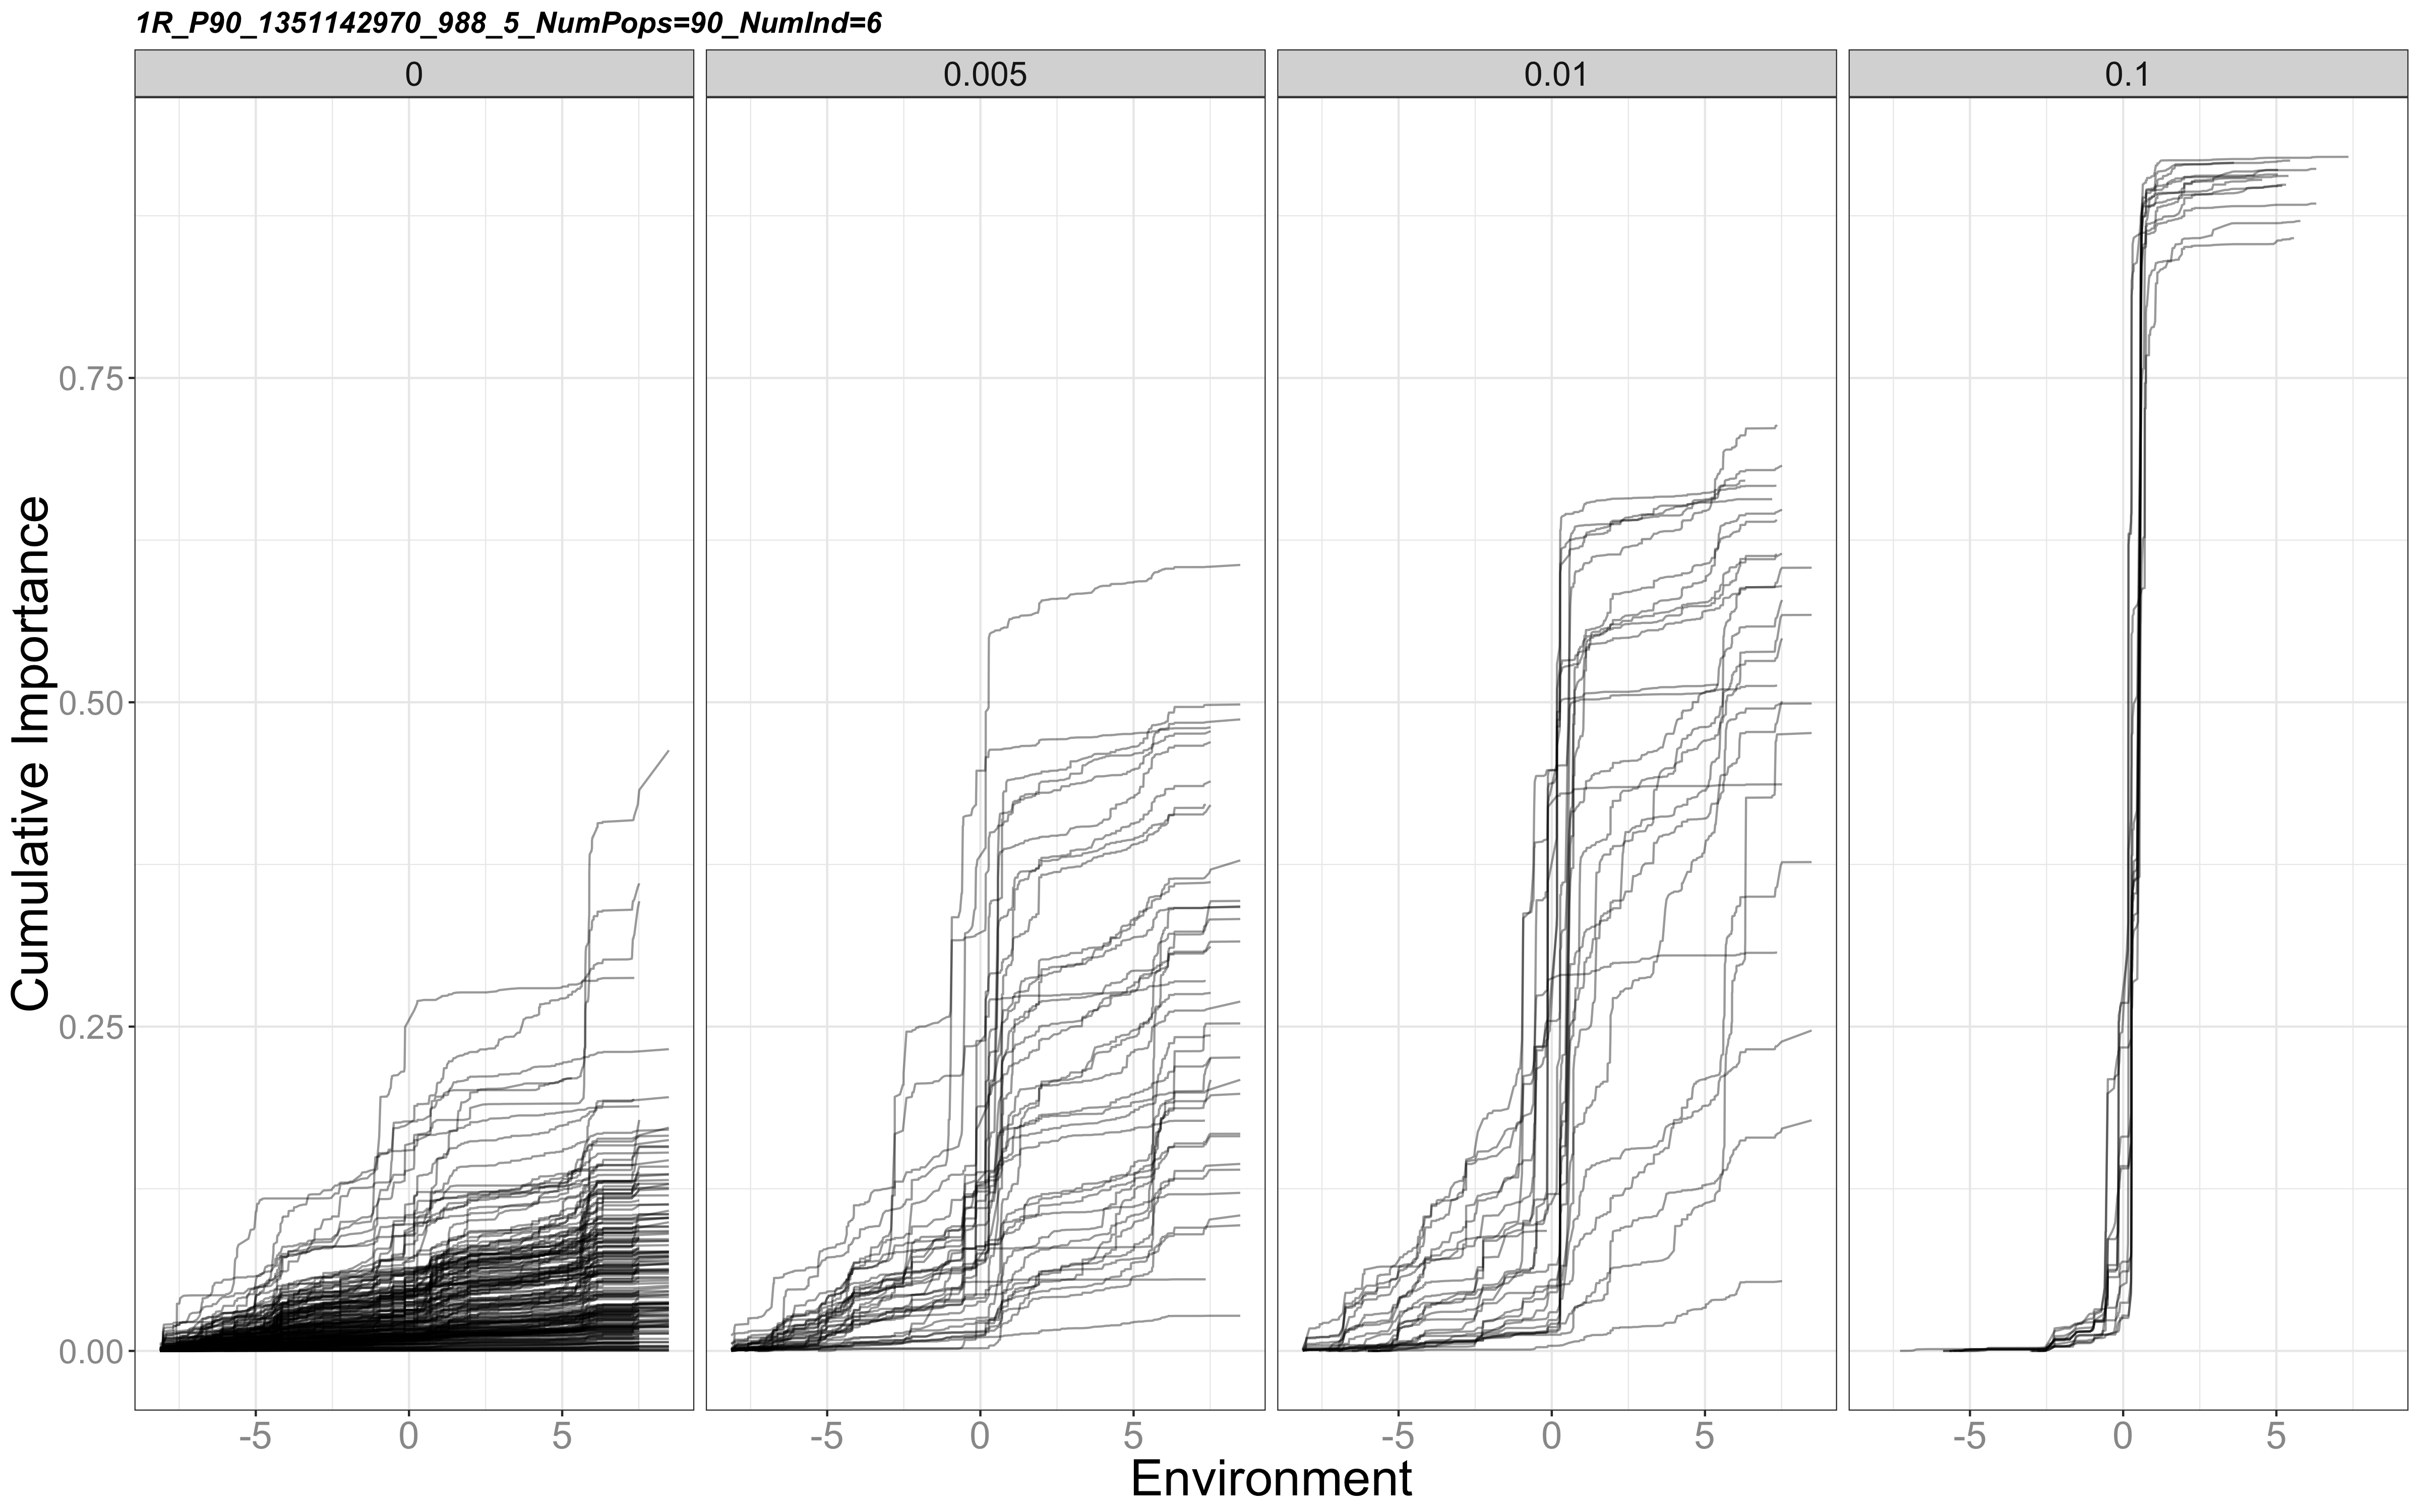 1R_P90_1351142970_988_5_NumPops=90_NumInd=6
0 0.005 0.01 0.1
Cumulative Importance
0.75
0.50
0.25
0.00
-5 0 5 -5 0 5 -5 0 5 -5 0 5
Environment